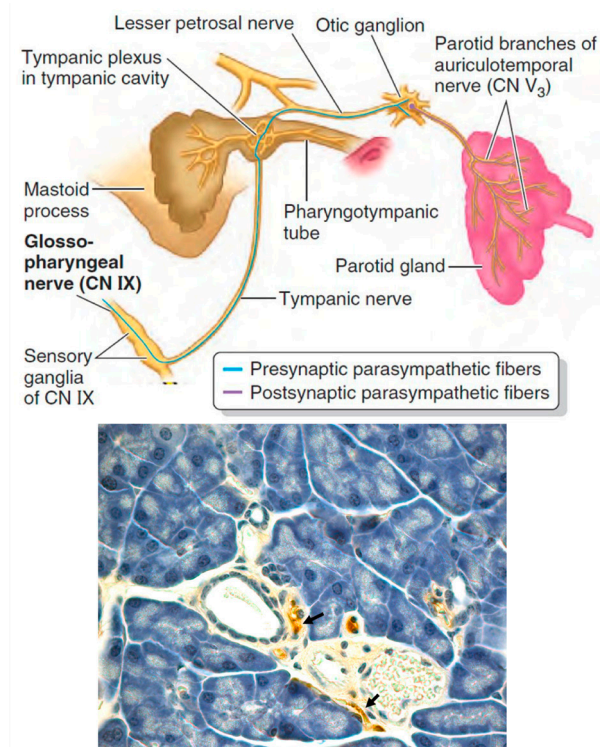 Lesser petrosal nerve
Otic ganglion
Parotid branches of
auriculotemporal
nerve (CN V3)
Tympanic plexus
in tympanic cavity
Mastoid
process
Pharyngotympanic
tube
Glosso-
pharyngeal
nerve (CN IX)
Parotid gland
Tympanic nerve
Sensory
ganglia
of CN IX
Presynaptic parasympathetic fibers
Postsynaptic parasympathetic fibers